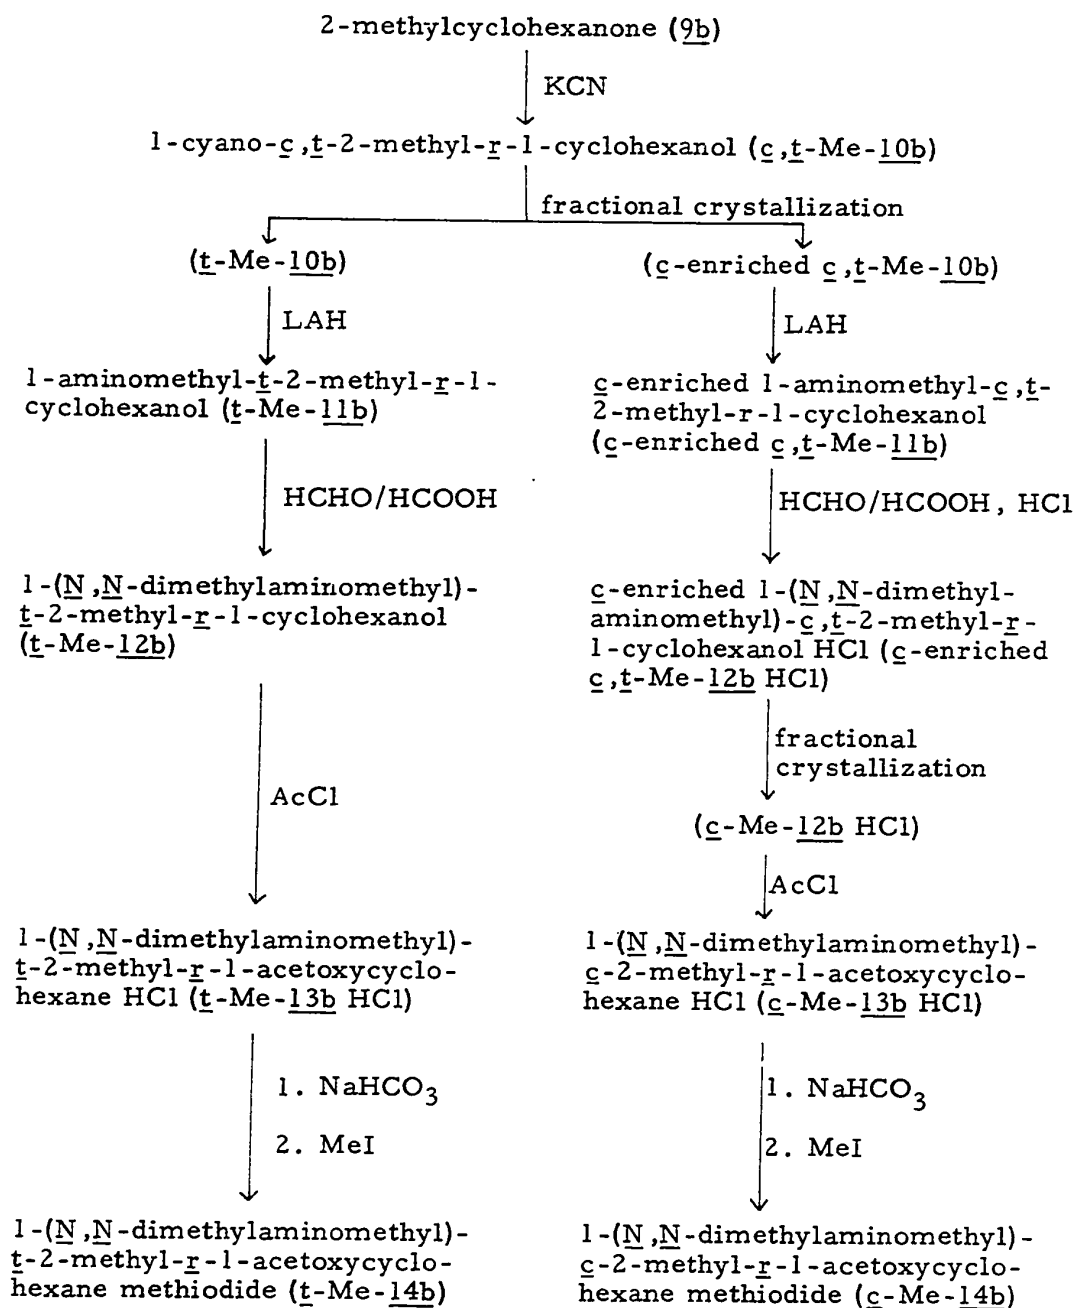 2-methylcyclohexanone (9b)
KCN
1-cyano-c,t-2-methyl-r-1-cyclohexanol (c,t-Me-10b)
fractional crystallization
(t-Me-10b)
(c-enriched c,t-Me-10b)
LAH
LAH
1-aminomethyl-t-2-methyl-r-1-
cyclohexanol (t-Me-11b)
c-enriched 1-aminomethyl-c,t-
2-methyl-r-1-cyclohexanol
(c-enriched c,t-Me-11b)
HCHO/HCOOH
HCHO/HCOOH, HCl
1-(N,N-dimethylaminomethyl)-
t-2-methyl-r-1-cyclohexanol
(t-Me-12b)
c-enriched 1-(N,N-dimethyl-
aminomethyl)-c,t-2-methyl-r-
1-cyclohexanol HCl (c-enriched
c,t-Me-12b HCl)
fractional
crystallization
AcCl
(c-Me-12b HCl)
AcCl
1-(N,N-dimethylaminomethyl)-
t-2-methyl-r-1-acetoxycyclo-
hexane HCl (t-Me-13b HCl)
1-(N,N-dimethylaminomethyl)-
c-2-methyl-r-1-acetoxycyclo-
hexane HCl (c-Me-13b HCl)
1. NaHCO3
2. MeI
1. NaHCO3
2. MeI
1-(N,N-dimethylaminomethyl)-
t-2-methyl-r-1-acetoxycyclo-
hexane methiodide (t-Me-14b)
1-(N,N-dimethylaminomethyl)-
c-2-methyl-r-1-acetoxycyclo-
hexane methiodide (c-Me-14b)